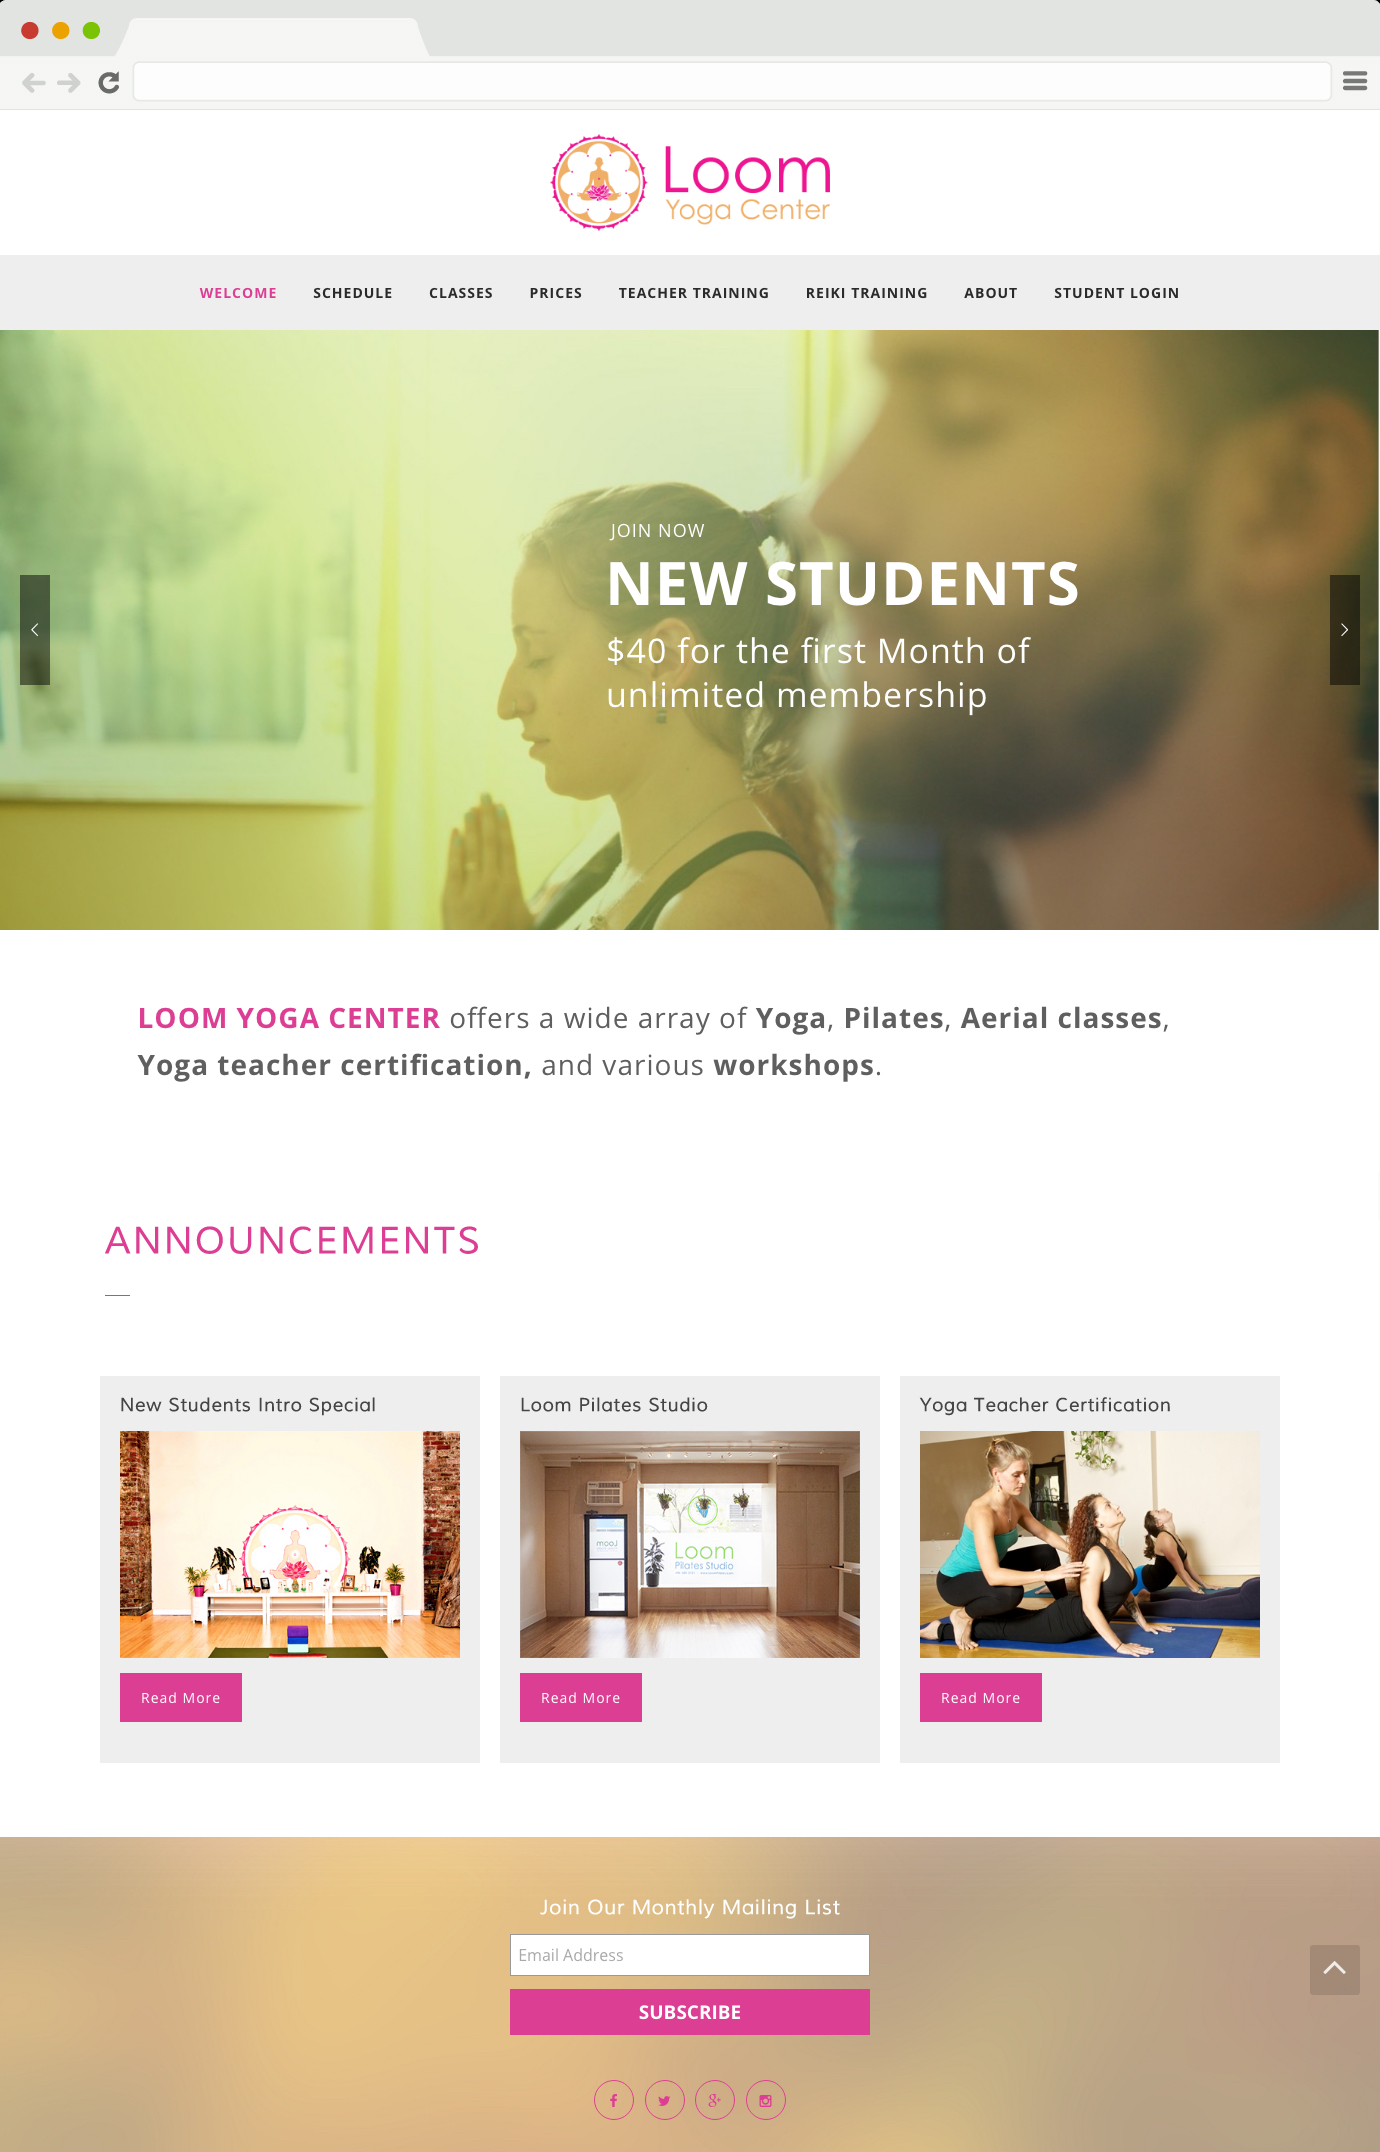 Loom
Yoga Center
WELCOME SCHEDULE CLASSES PRICES TEACHER TRAINING REIKI TRAINING ABOUT STUDENT LOGIN
JOIN NOW
NEW STUDENTS
$40 for the first Month of
unlimited membership
LOOM YOGA CENTER offers a wide array of Yoga, Pilates, Aerial classes,
Yoga teacher certification, and various workshops.
ANNOUNCEMENTS
New Students Intro Special
Loom Pilates Studio
Yoga Teacher Certification
Loom
Pilates Studio
Read More
Read More
Read More
Join Our Monthly Mailing List
Email Address
SUBSCRIBE